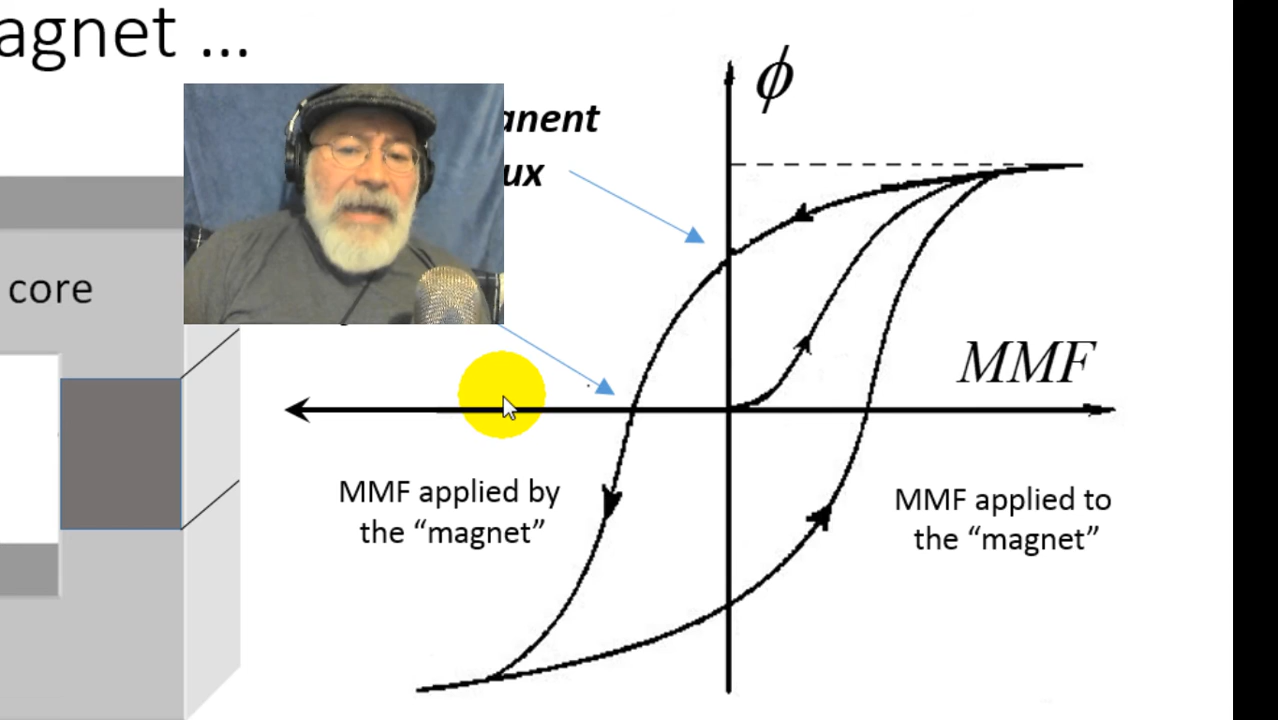 agnet ...
anent
ux
core
ϕ
MMF
MMF applied by
the “magnet”
MMF applied to
the “magnet”